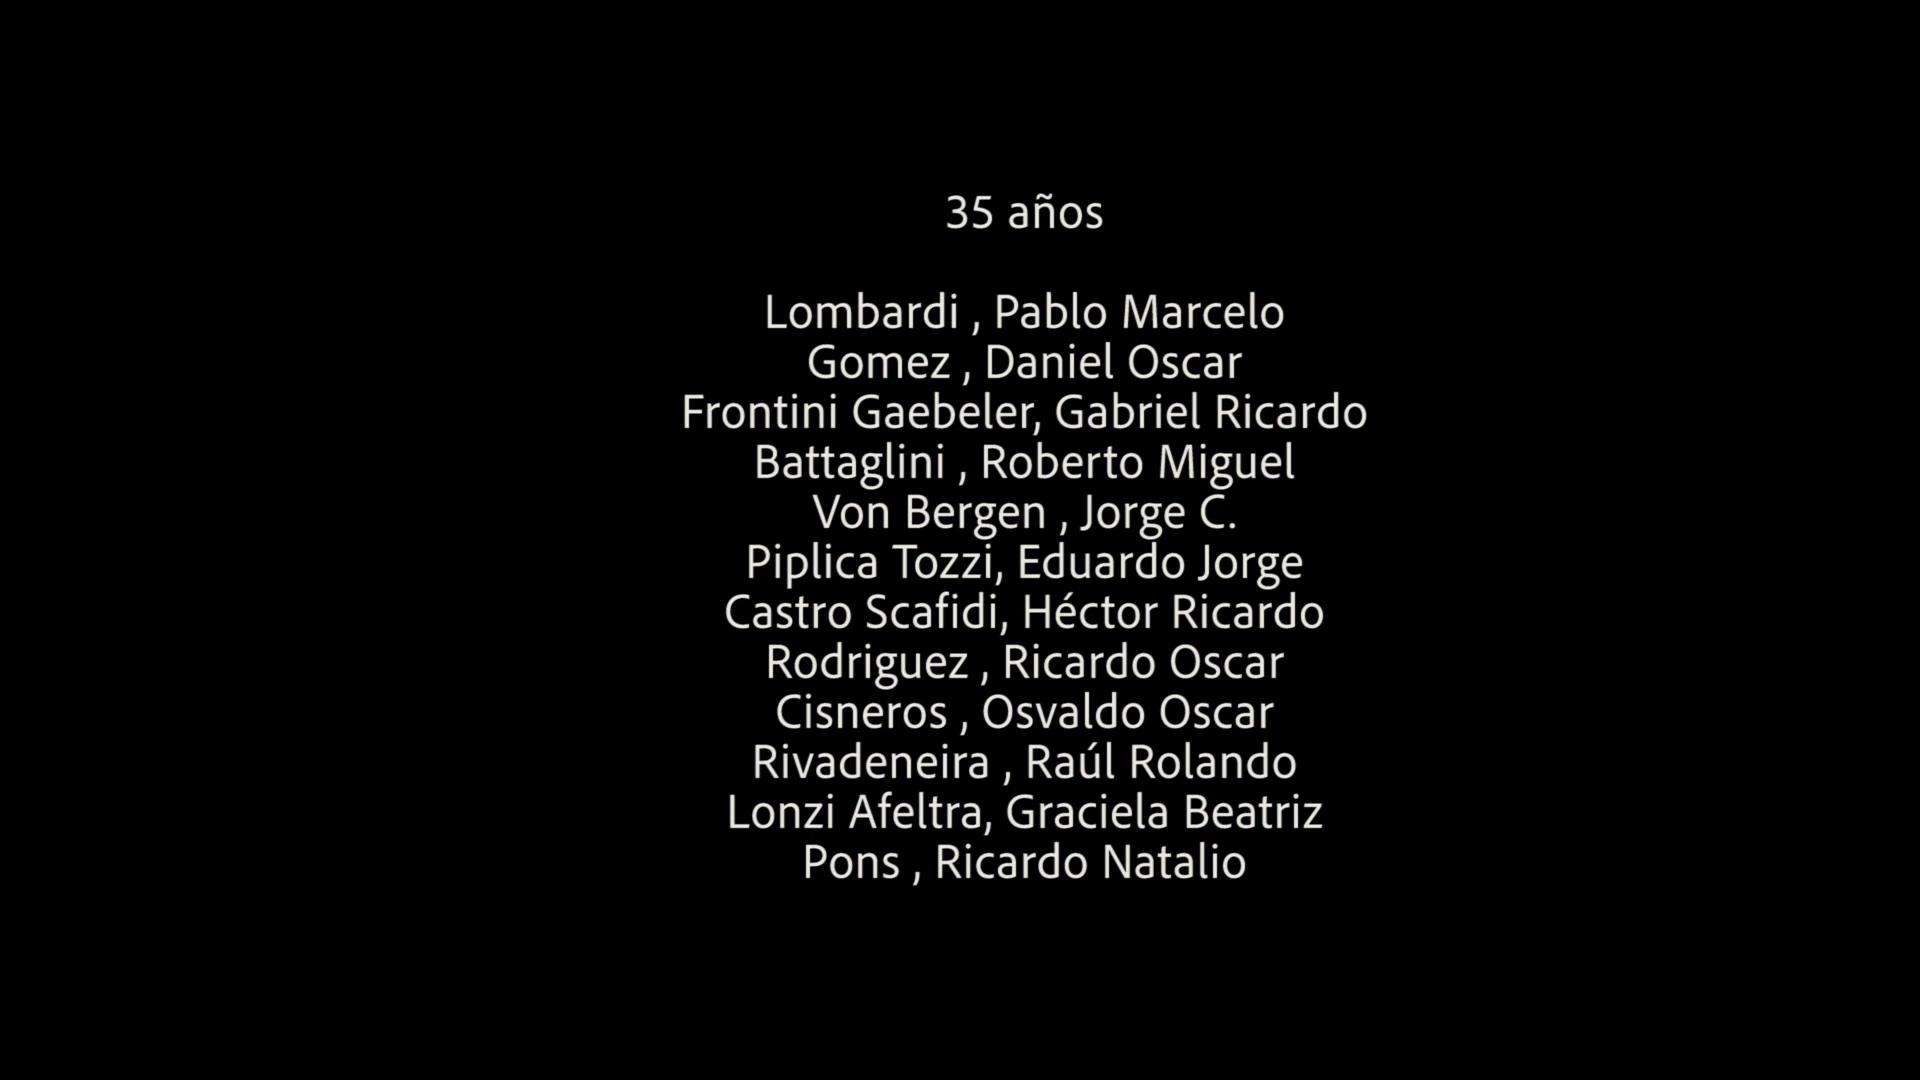 35 años
Lombardi , Pablo Marcelo
Gomez , Daniel Oscar
Frontini Gaebeler, Gabriel Ricardo
Battaglini , Roberto Miguel
Von Bergen , Jorge C.
Piplica Tozzi, Eduardo Jorge
Castro Scafidi, Héctor Ricardo
Rodriguez , Ricardo Oscar
Cisneros , Osvaldo Oscar
Rivadeneira , Raúl Rolando
Lonzi Afeltra, Graciela Beatriz
Pons , Ricardo Natalio